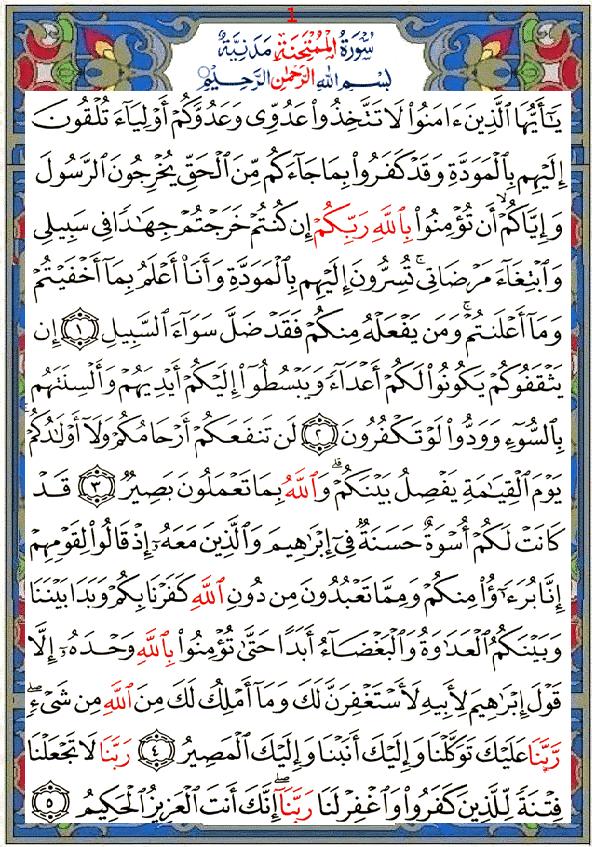 1
سُورَةُ الْمُمْتَحِنَةِ مَدَنِيَّةٌ
بِسْمِ اللَّهِ الرَّحْمَٰنِ الرَّحِيمِ
يَٰٓأَيُّهَا ٱلَّذِينَ ءَامَنُوا۟ لَا تَتَّخِذُوا۟ عَدُوِّى وَعَدُوَّكُمْ أَوْلِيَآءَ تُلْقُونَ
إِلَيْهِم بِٱلْمَوَدَّةِ وَقَدْ كَفَرُوا۟ بِمَا جَآءَكُم مِّنَ ٱلْحَقِّ يُخْرِجُونَ ٱلرَّسُولَ
وَإِيَّاكُمْ ۙ أَن تُؤْمِنُوا۟ بِٱللَّهِ رَبِّكُمْ إِن كُنتُمْ خَرَجْتُمْ جِهَٰدًا فِى سَبِيلِى
وَٱبْتِغَآءَ مَرْضَاتِى ۚ تُسِرُّونَ إِلَيْهِم بِٱلْمَوَدَّةِ وَأَنَا۠ أَعْلَمُ بِمَآ أَخْفَيْتُمْ
وَمَآ أَعْلَنتُمْ ۚ وَمَن يَفْعَلْهُ مِنكُمْ فَقَدْ ضَلَّ سَوَآءَ ٱلسَّبِيلِ ١ إِن
يَثْقَفُوكُمْ يَكُونُوا۟ لَكُمْ أَعْدَآءً وَيَبْسُطُوٓا۟ إِلَيْكُمْ أَيْدِيَهُمْ وَأَلْسِنَتَهُم
بِٱلسُّوٓءِ وَوَدُّوا۟ لَوْ تَكْفُرُونَ ٢ لَن تَنفَعَكُمْ أَرْحَامُكُمْ وَلَآ أَوْلَٰدُكُمْ ۚ
يَوْمَ ٱلْقِيَٰمَةِ يَفْصِلُ بَيْنَكُمْ ۚ وَٱللَّهُ بِمَا تَعْمَلُونَ بَصِيرٌ ٣ قَدْ
كَانَتْ لَكُمْ أُسْوَةٌ حَسَنَةٌ فِىٓ إِبْرَٰهِيمَ وَٱلَّذِينَ مَعَهُۥٓ إِذْ قَالُوا۟ لِقَوْمِهِمْ
إِنَّا بُرَءَٰٓؤُا۟ مِنكُمْ وَمِمَّا تَعْبُدُونَ مِن دُونِ ٱللَّهِ كَفَرْنَا بِكُمْ وَبَدَا بَيْنَنَا
وَبَيْنَكُمُ ٱلْعَدَٰوَةُ وَٱلْبَغْضَآءُ أَبَدًا حَتَّىٰ تُؤْمِنُوا۟ بِٱللَّهِ وَحْدَهُۥٓ إِلَّا
قَوْلَ إِبْرَٰهِيمَ لِأَبِيهِ لَأَسْتَغْفِرَنَّ لَكَ وَمَآ أَمْلِكُ لَكَ مِنَ ٱللَّهِ مِن شَىْءٍ ۖ
رَّبَّنَا عَلَيْكَ تَوَكَّلْنَا وَإِلَيْكَ أَنَبْنَا وَإِلَيْكَ ٱلْمَصِيرُ ٤ رَبَّنَا لَا تَجْعَلْنَا
فِتْنَةً لِّلَّذِينَ كَفَرُوا۟ وَٱغْفِرْ لَنَا رَبَّنَآ ۖ إِنَّكَ أَنتَ ٱلْعَزِيزُ ٱلْحَكِيمُ ٥